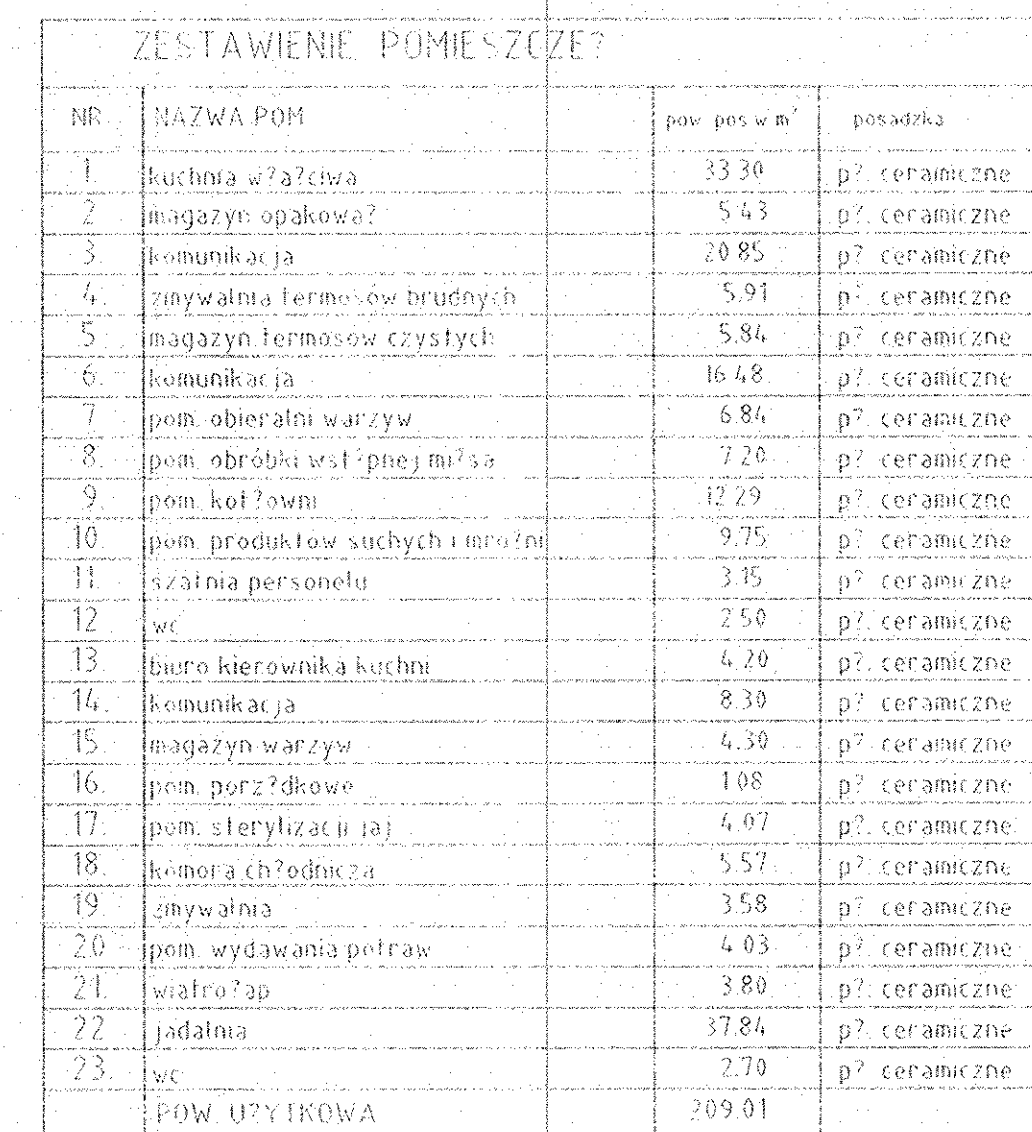 ZESTAWIENIE POMIESZCZE?
NR NAZWA POM pow pos w m² posadzka
1. kuchnia w?a?ciwa 33.30 p?. ceramiczne
2 magazyn opakowa? 5.43 p?. ceramiczne
3. komunikacja 20.85 p? ceramiczne
4. zmywalnia termosów brudnych 5.91 p? ceramiczne
5 magazyn termosów czystych 5.84 p? ceramiczne
6. komunikacja 16.48 p?. ceramiczne
7 pom. obieralni warzyw 6.84 p? ceramiczne
8. pom. obróbki wst?pnej mi?sa 7.20 p? ceramiczne
9. pom. kot?owni 12.29 p?. ceramiczne
10. pom. produktów suchych i mro?ni 9.75 p? ceramiczne
11. szatnia personelu 3.15 p? ceramiczne
12 wc 2.50 p?. ceramiczne
13. biuro kierownika kuchni 4.20 p?. ceramiczne
14. komunikacja 8.30 p? ceramiczne
15. magazyn warzyw 4.30 p? ceramiczne
16. pom. porz?dkowe 1.08 p? ceramiczne
17. pom. sterylizacji jaj 4.07 p?. ceramiczne
18. komora ch?odnicza 5.57 p? ceramiczne
19. zmywalnia 3.58 p? ceramiczne
20 pom. wydawania potraw 4.03 p? ceramiczne
21. wiatro?ap 3.80 p?. ceramiczne
22 jadalnia 37.84 p?. ceramiczne
23. wc 2.70 p? ceramiczne
POW. U?YTKOWA 209.01